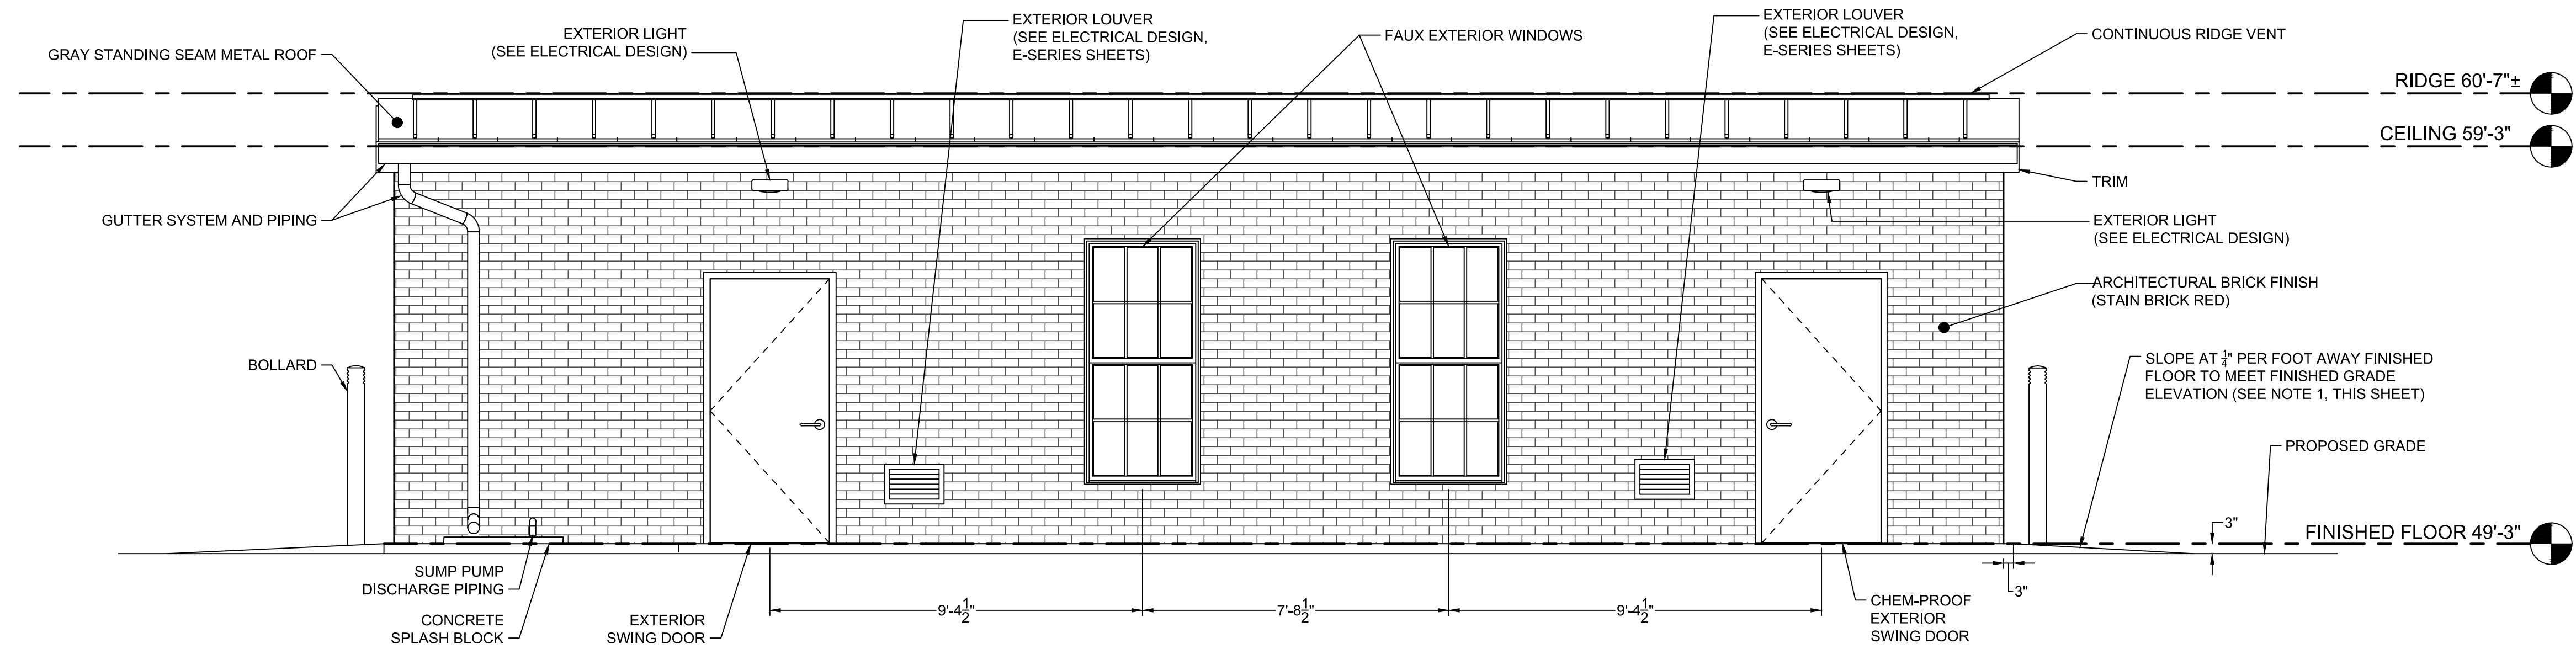 GRAY STANDING SEAM METAL ROOF
EXTERIOR LIGHT
(SEE ELECTRICAL DESIGN)
EXTERIOR LOUVER
(SEE ELECTRICAL DESIGN,
E-SERIES SHEETS)
FAUX EXTERIOR WINDOWS
EXTERIOR LOUVER
(SEE ELECTRICAL DESIGN,
E-SERIES SHEETS)
CONTINUOUS RIDGE VENT
RIDGE 60'-7"±
CEILING 59'-3"
TRIM
GUTTER SYSTEM AND PIPING
EXTERIOR LIGHT
(SEE ELECTRICAL DESIGN)
ARCHITECTURAL BRICK FINISH
(STAIN BRICK RED)
BOLLARD
SLOPE AT 1/4" PER FOOT AWAY FINISHED
FLOOR TO MEET FINISHED GRADE
ELEVATION (SEE NOTE 1, THIS SHEET)
PROPOSED GRADE
3"
FINISHED FLOOR 49'-3"
SUMP PUMP
DISCHARGE PIPING
CONCRETE
SPLASH BLOCK
EXTERIOR
SWING DOOR
9'-4 1/2"
7'-8 1/2"
9'-4 1/2"
CHEM-PROOF
EXTERIOR
SWING DOOR
3"